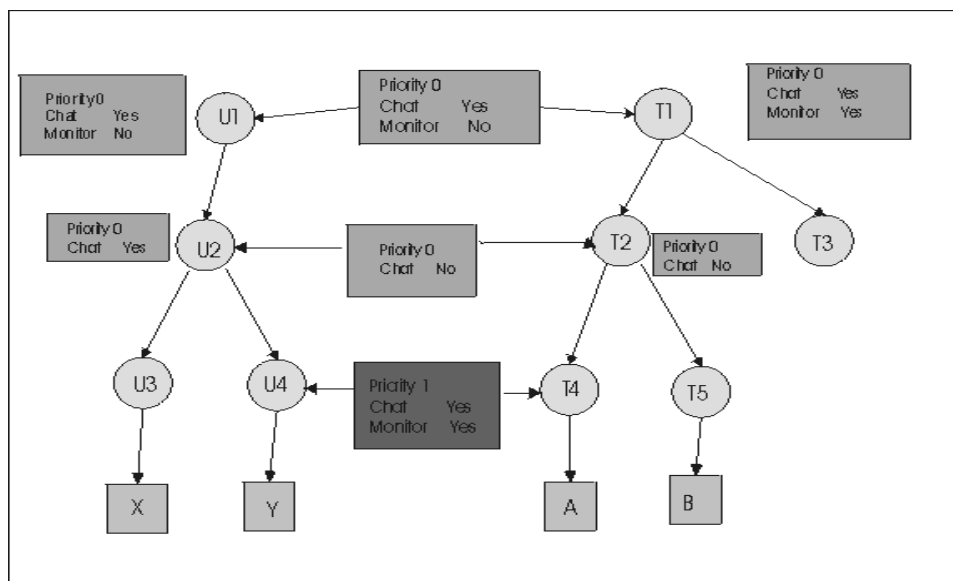 Priority 0
Chat Yes
Monitor No
U1
Priority 0
Chat Yes
Monitor No
T1
Priority 0
Chat Yes
Monitor Yes
Priority 0
Chat Yes
U2
Priority 0
Chat No
T2
Priority 0
Chat No
T3
U3
U4
Priority 1
Chat Yes
Monitor Yes
T4
T5
X
Y
A
B